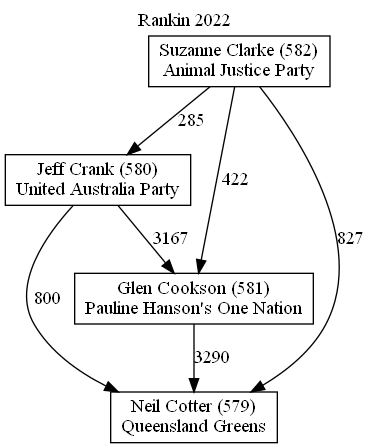 Rankin 2022
Suzanne Clarke (582)
Animal Justice Party
285
Jeff Crank (580)
United Australia Party
422
3167
827
Glen Cookson (581)
Pauline Hanson's One Nation
800
3290
Neil Cotter (579)
Queensland Greens